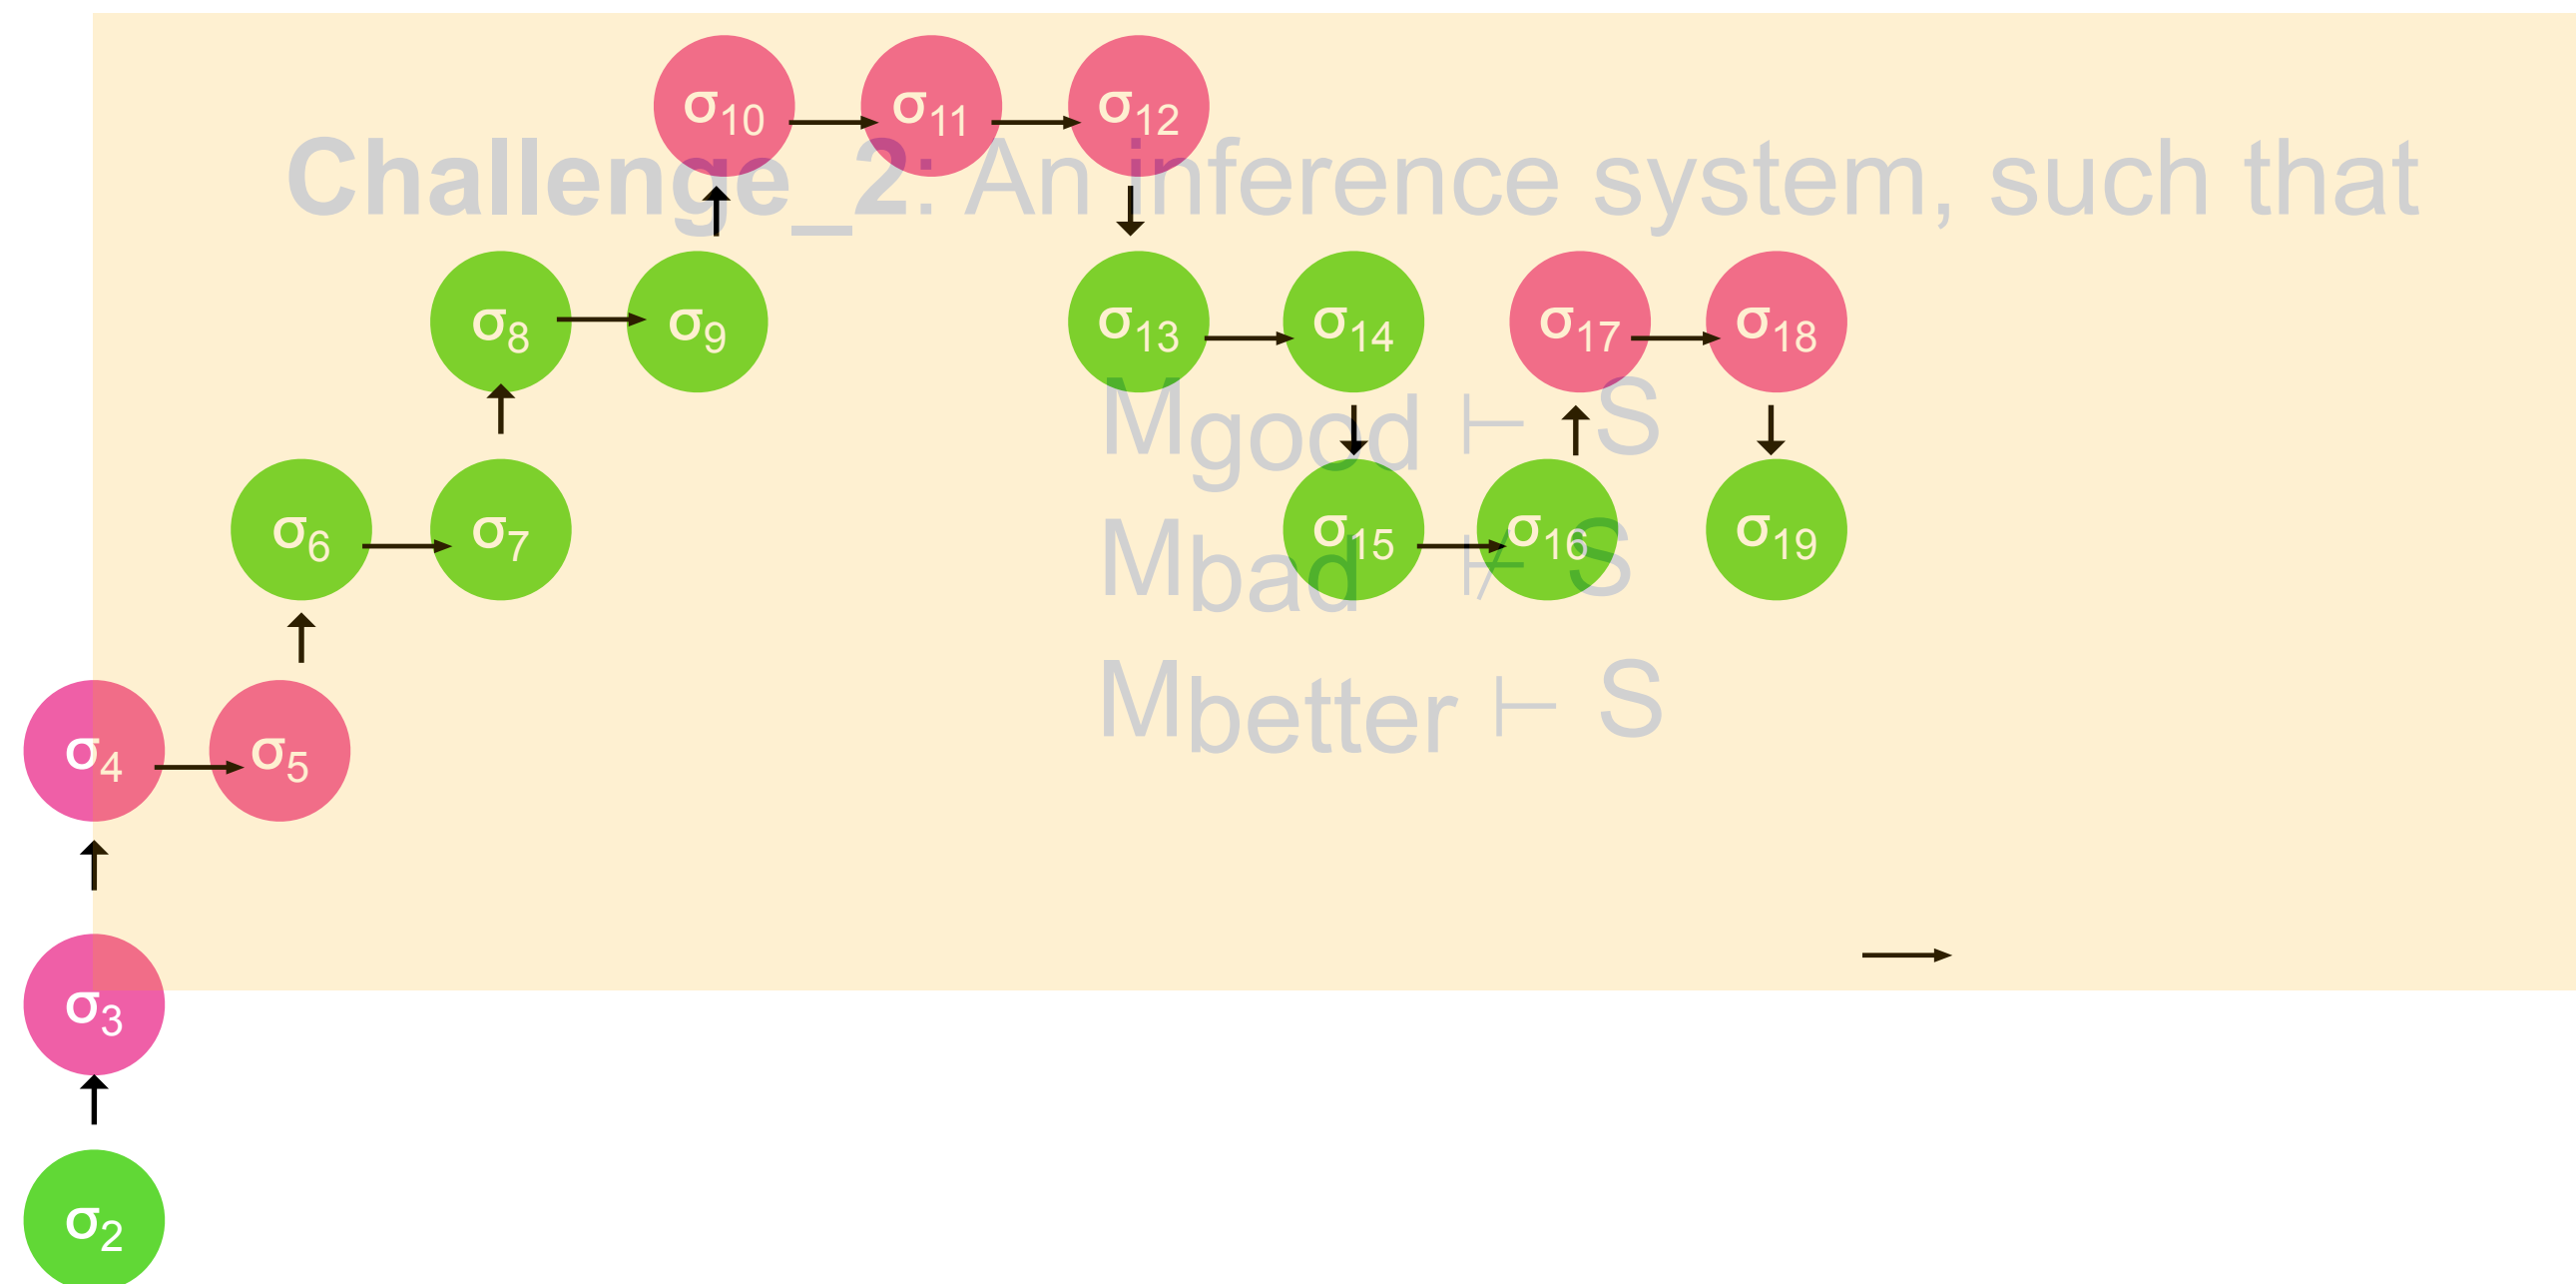 σ10 σ11 σ12
Challenge_2: An inference system, such that
σ8 σ9 σ13 σ14 σ17 σ18
Mgood ⊢ S
σ6 σ7 σ15 σ16 σ19
Mbad ⊬ S
Mbetter ⊢ S
σ4 σ5
σ3
σ2